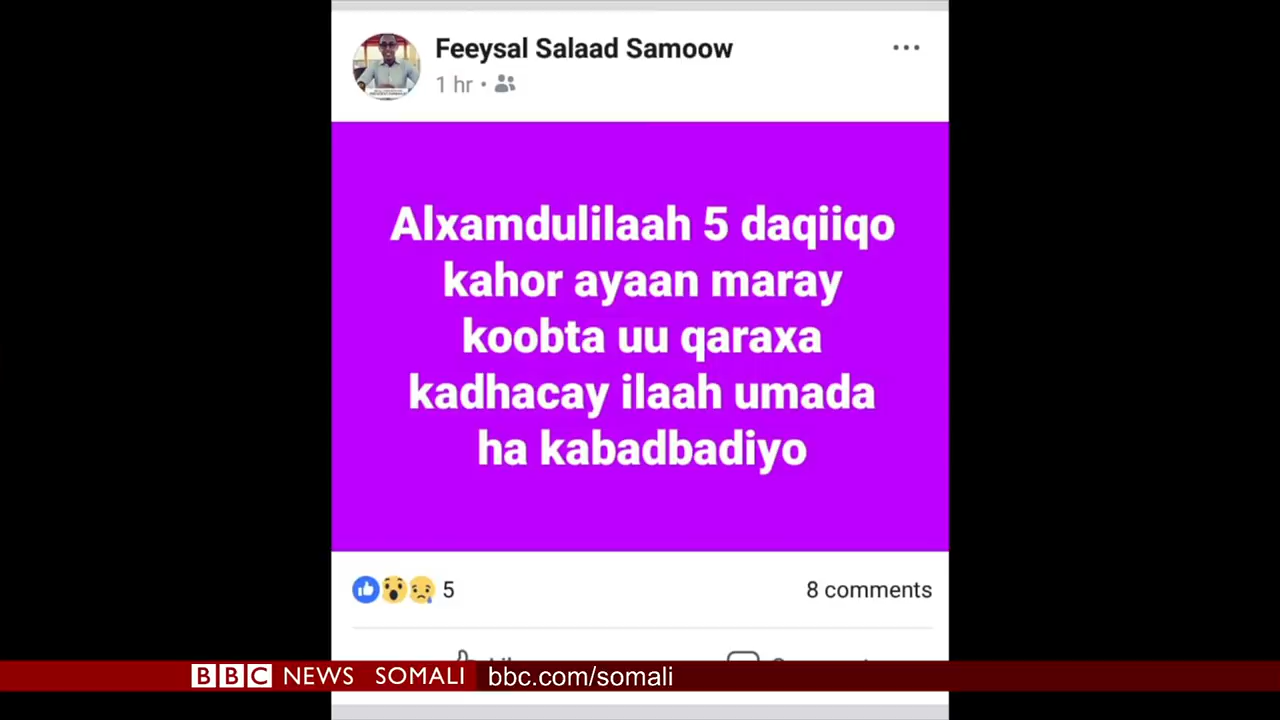 Feeysal Salaad Samoow
1 hr
Alxamdulilaah 5 daqiiqo
kahor ayaan maray
koobta uu qaraxa
kadhacay ilaah umada
ha kabadbadiyo
5
8 comments
BBC NEWS SOMALI bbc.com/somali